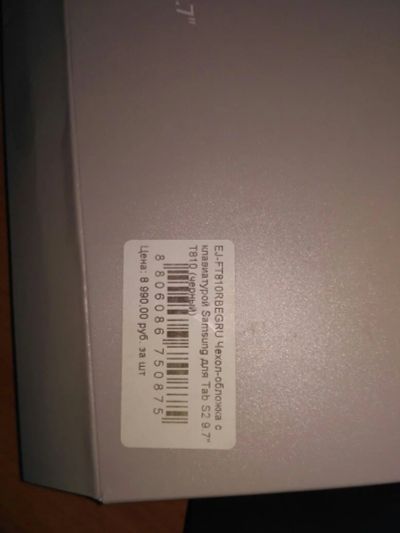 .7"
EJ-FT810RBEGRU Чехол-обложка с
клавиатурой Samsung для Tab S2 9.7"
T810 (черный)
8 806086 750875
Цена: 8 990,00 руб. за шт